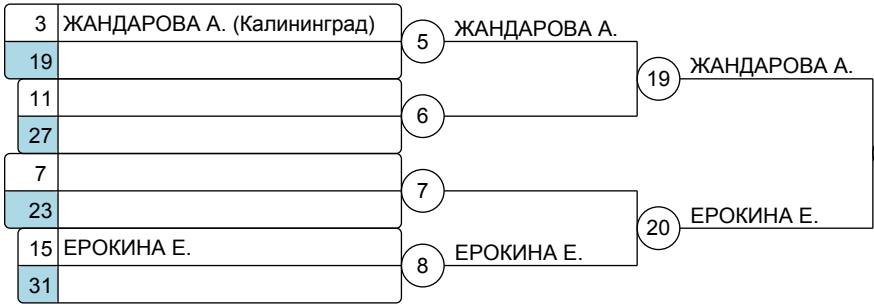 3 ЖАНДАРОВА А. (Калининград)
19
11
27
7
23
15 ЕРОКИНА Е.
31
5 ЖАНДАРОВА А.
6
7
8 ЕРОКИНА Е.
19 ЖАНДАРОВА А.
20 ЕРОКИНА Е.